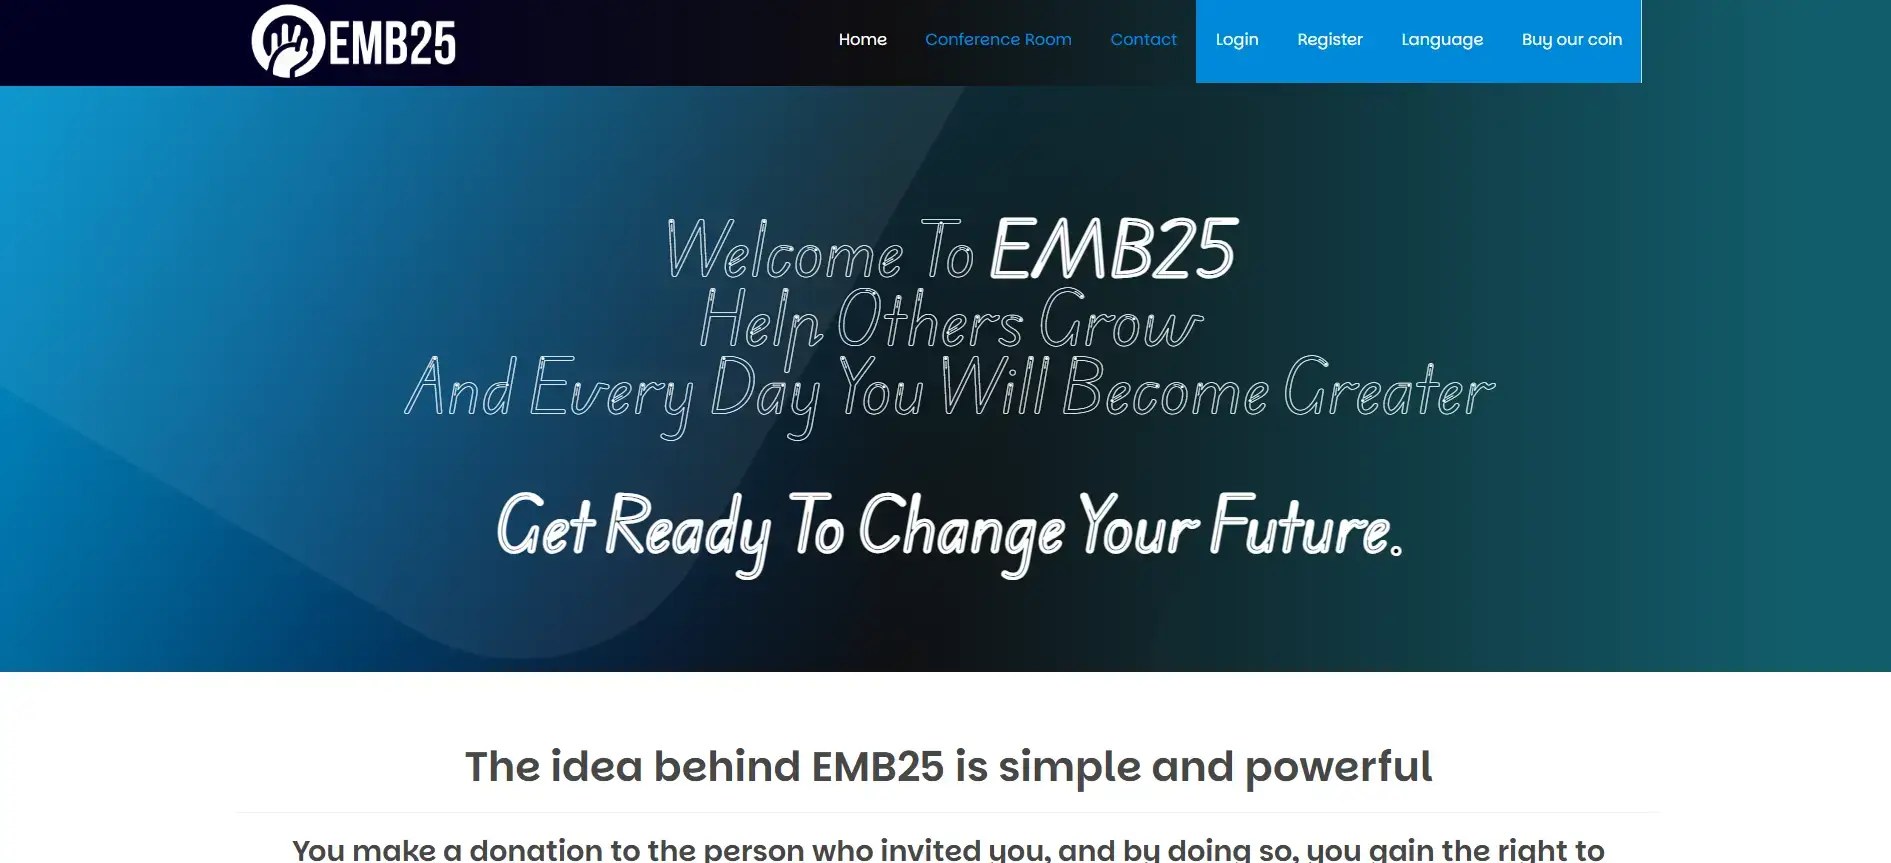 EMB25
Home Conference Room Contact Login Register Language Buy our coin
Welcome To EMB25
Help Others Grow
And Every Day You Will Become Greater
Get Ready To Change Your Future.
The idea behind EMB25 is simple and powerful
You make a donation to the person who invited you, and by doing so, you gain the right to